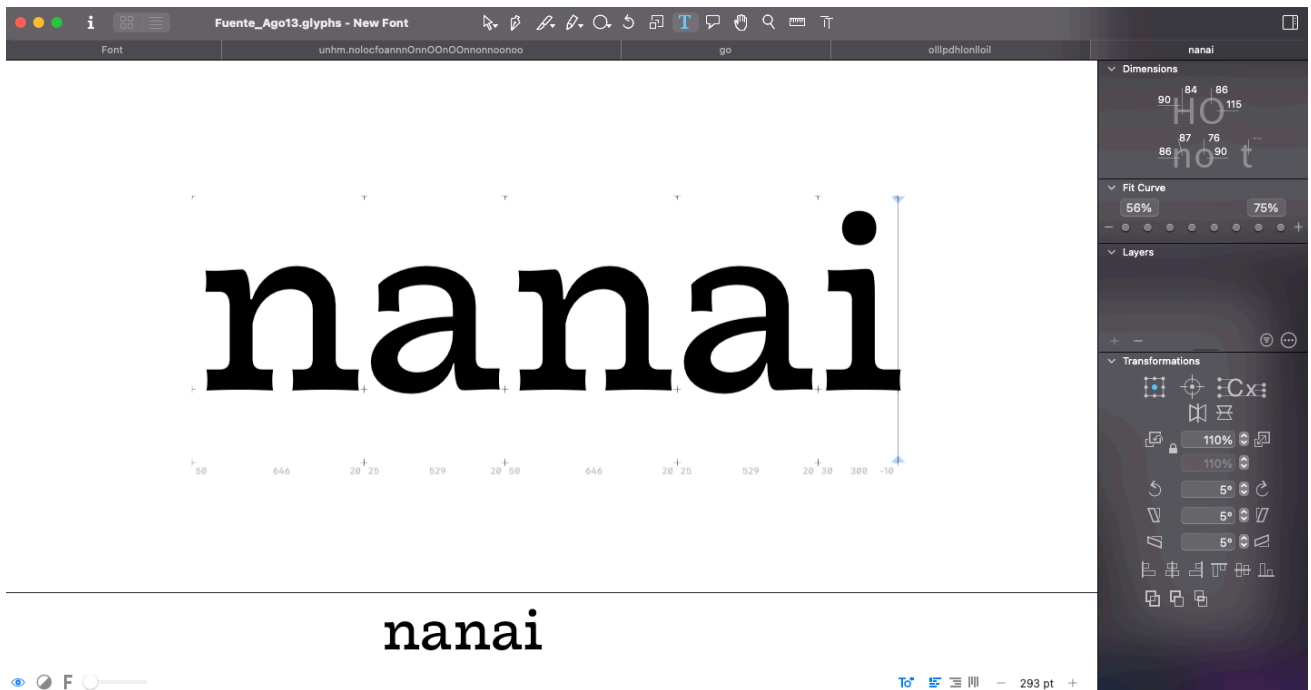 Fuente_Ago13.glyphs - New Font
Font
unhm.nolocfoannnOnnOOnOOnnonnoonoo
go
olllpdhlonlloil
nanai
Dimensions
90 84 86 115
HO
86 87 76 90 --
no t
Fit Curve
56% 75%
Layers
Transformations
110%
110%
5°
5°
5°
nanai
50 646 20 25 529 20 50 646 20 25 529 20 30 300 -10
nanai
F
293 pt